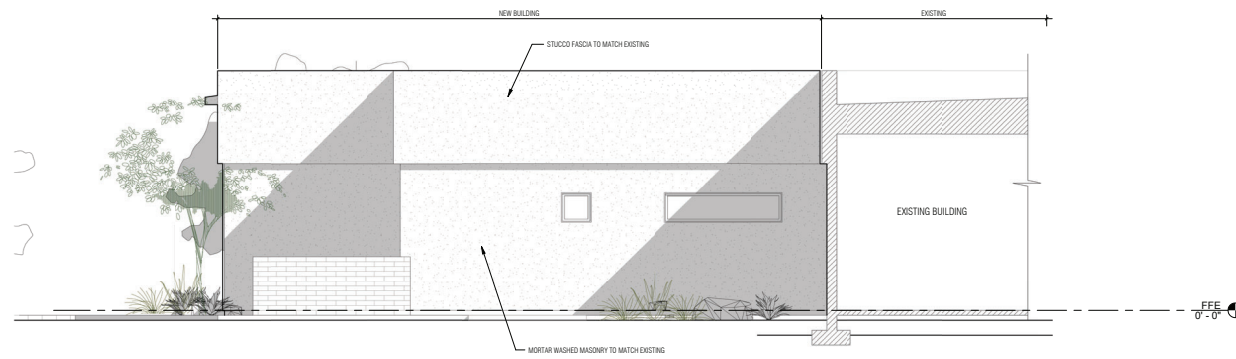 NEW BUILDING
EXISTING
STUCCO FASCIA TO MATCH EXISTING
EXISTING BUILDING
FFE
0' - 0"
MORTAR WASHED MASONRY TO MATCH EXISTING